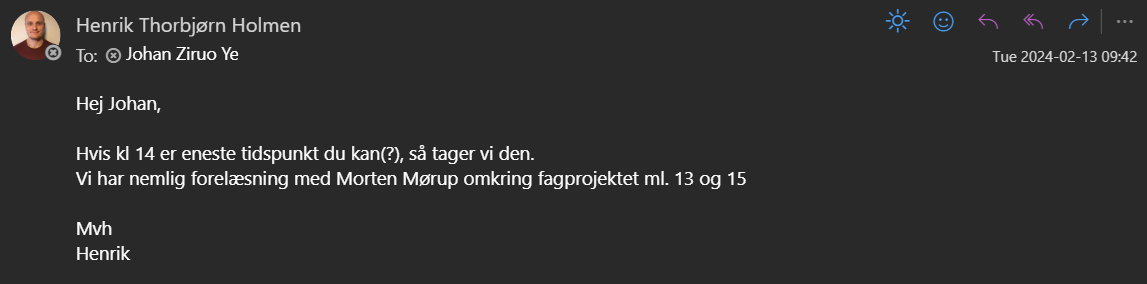 Henrik Thorbjørn Holmen
To: Johan Ziruo Ye
Tue 2024-02-13 09:42
Hej Johan,
Hvis kl 14 er eneste tidspunkt du kan(?), så tager vi den.
Vi har nemlig forelæsning med Morten Mørup omkring fagprojektet ml. 13 og 15
Mvh
Henrik